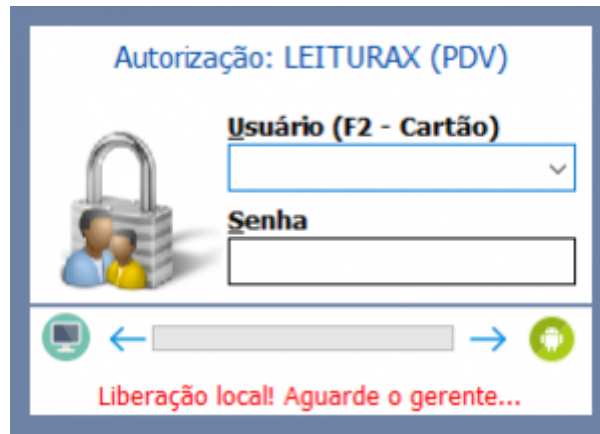 Autorização: LEITURAX (PDV)
Usuário (F2 - Cartão)
Senha
Liberação local! Aguarde o gerente...